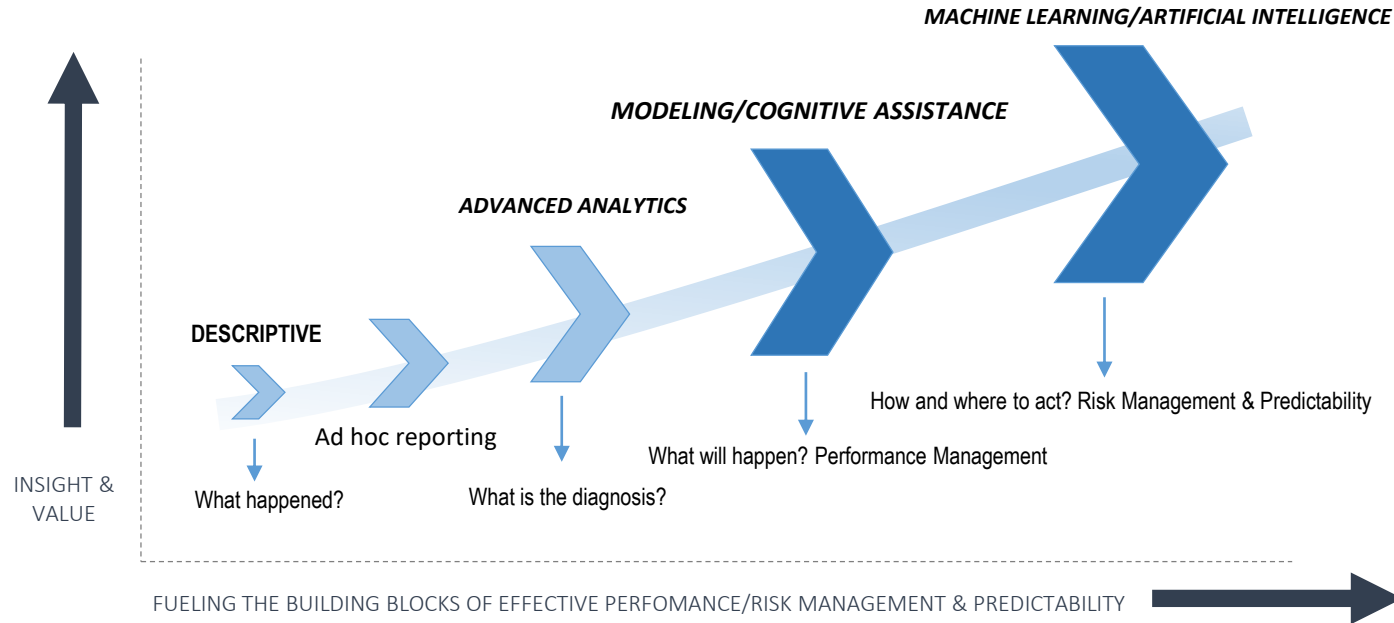 MACHINE LEARNING/ARTIFICIAL INTELLIGENCE
MODELING/COGNITIVE ASSISTANCE
ADVANCED ANALYTICS
DESCRIPTIVE
How and where to act? Risk Management & Predictability
Ad hoc reporting
What will happen? Performance Management
What happened?
What is the diagnosis?
INSIGHT &
VALUE
FUELING THE BUILDING BLOCKS OF EFFECTIVE PERFOMANCE/RISK MANAGEMENT & PREDICTABILITY